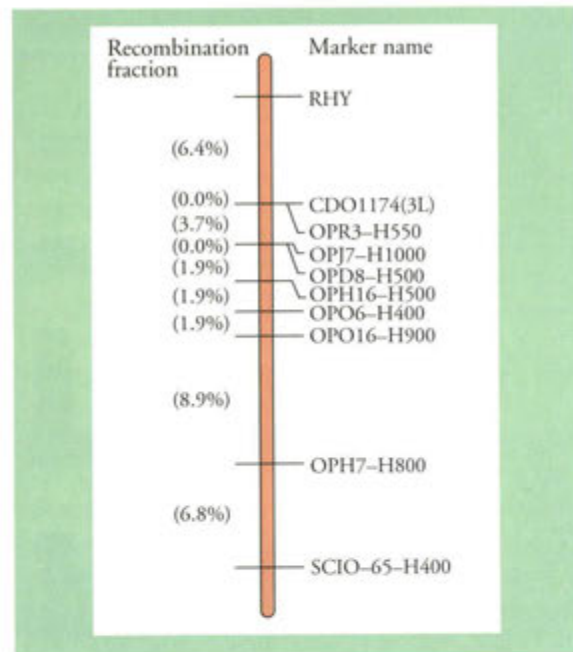 Recombination
fraction
Marker name
RHY
(6.4%)
(0.0%)
CDO1174(3L)
(3.7%)
OPR3–H550
(0.0%)
OPJ7–H1000
OPD8–H500
(1.9%)
OPH16–H500
(1.9%)
OPO6–H400
(1.9%)
OPO16–H900
(8.9%)
OPH7–H800
(6.8%)
SCIO–65–H400